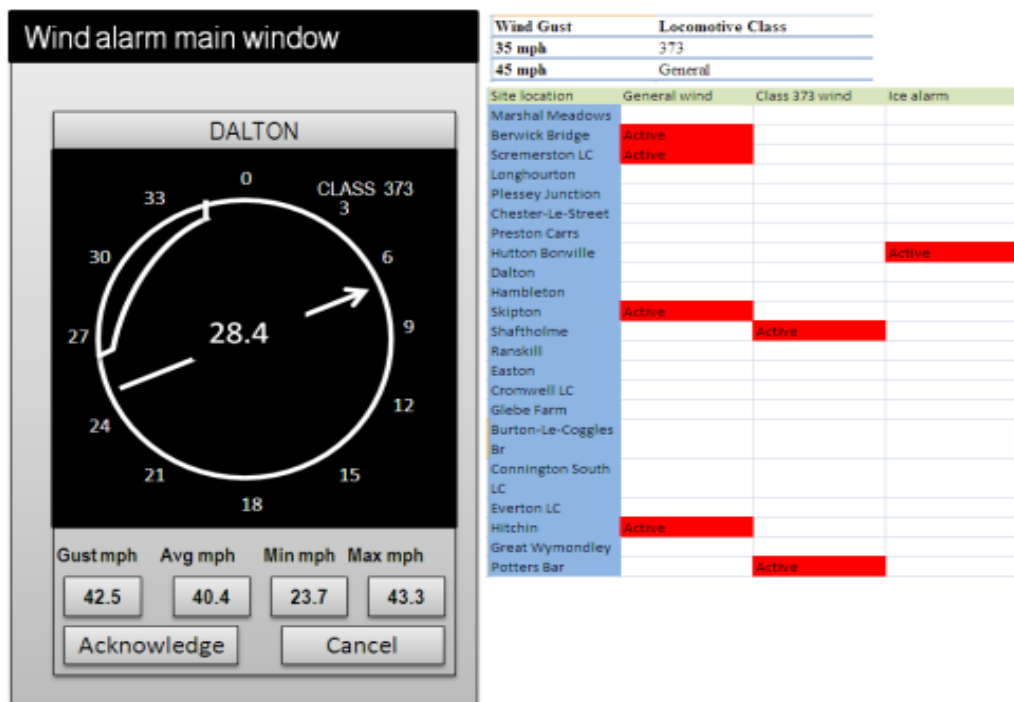 Wind alarm main window
DALTON
CLASS 373
0
3
6
9
12
15
18
21
24
27
30
33
28.4
Gust mph Avg mph Min mph Max mph
42.5 40.4 23.7 43.3
Acknowledge Cancel
Wind Gust Locomotive Class
35 mph 373
45 mph General
Site location General wind Class 373 wind Ice alarm
Marshal Meadows
Berwick Bridge Active
Scremerston LC Active
Longhourton
Plessey Junction
Chester-Le-Street
Preston Carrs
Hutton Bonville Active
Dalton
Hambleton
Skipton Active
Shaftholme Active
Ranskill
Easton
Cromwell LC
Glebe Farm
Burton-Le-Coggles
Br
Connington South
LC
Everton LC
Hitchin Active
Great Wymondley
Potters Bar Active